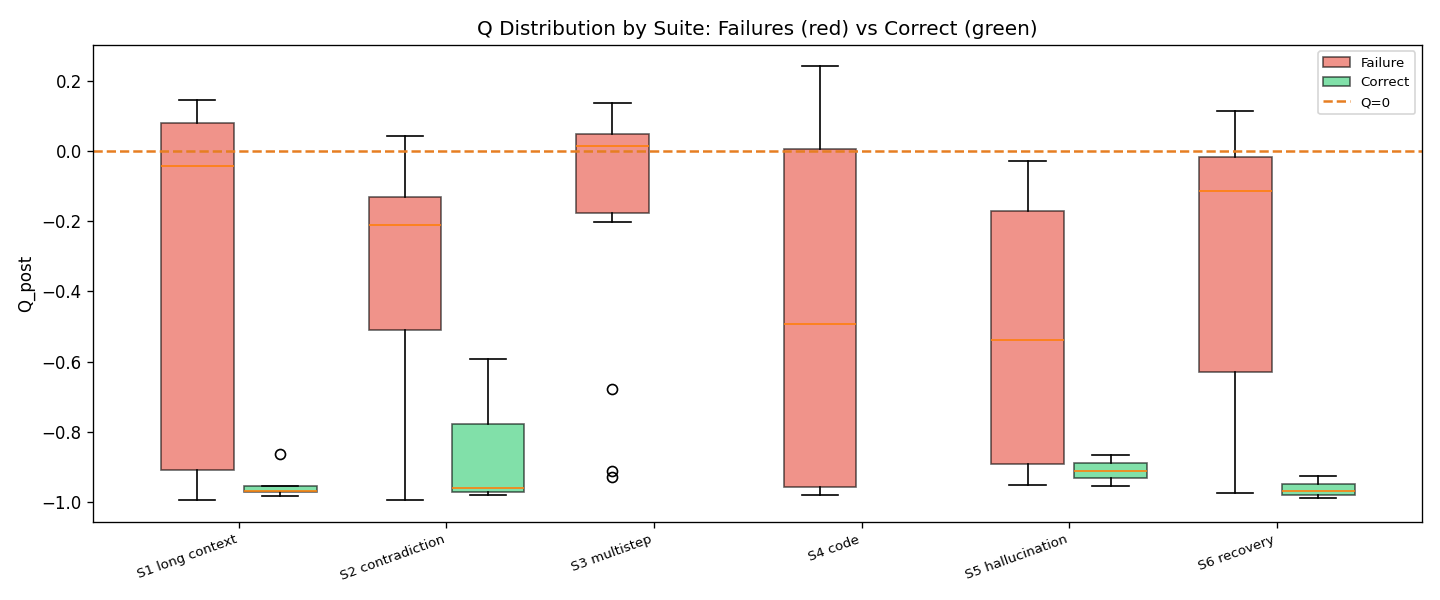 Q Distribution by Suite: Failures (red) vs Correct (green)
Failure
Correct
Q=0
0.2
0.0
−0.2
−0.4
−0.6
−0.8
−1.0
Q_post
S1 long context
S2 contradiction
S3 multistep
S4 code
S5 hallucination
S6 recovery